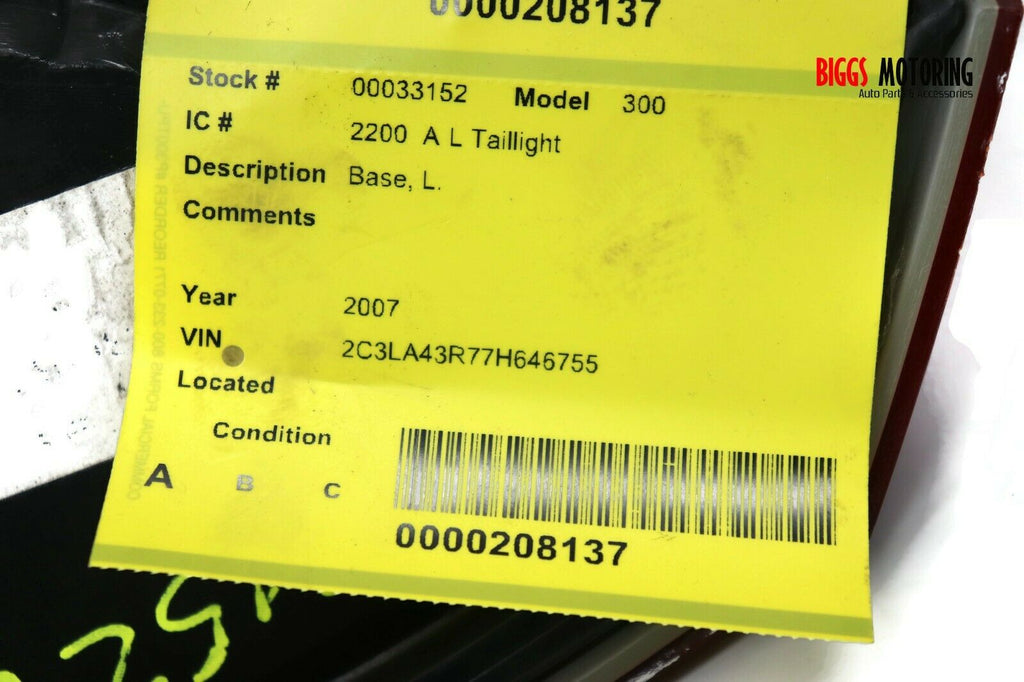 0000208137
BIGGS MOTORING
Auto Parts & Accessories
Stock # 00033152 Model 300
IC # 2200 A L Taillight
Description Base, L.
Comments
Year 2007
VIN 2C3LA43R77H646755
Located
Condition
A B C
0000208137